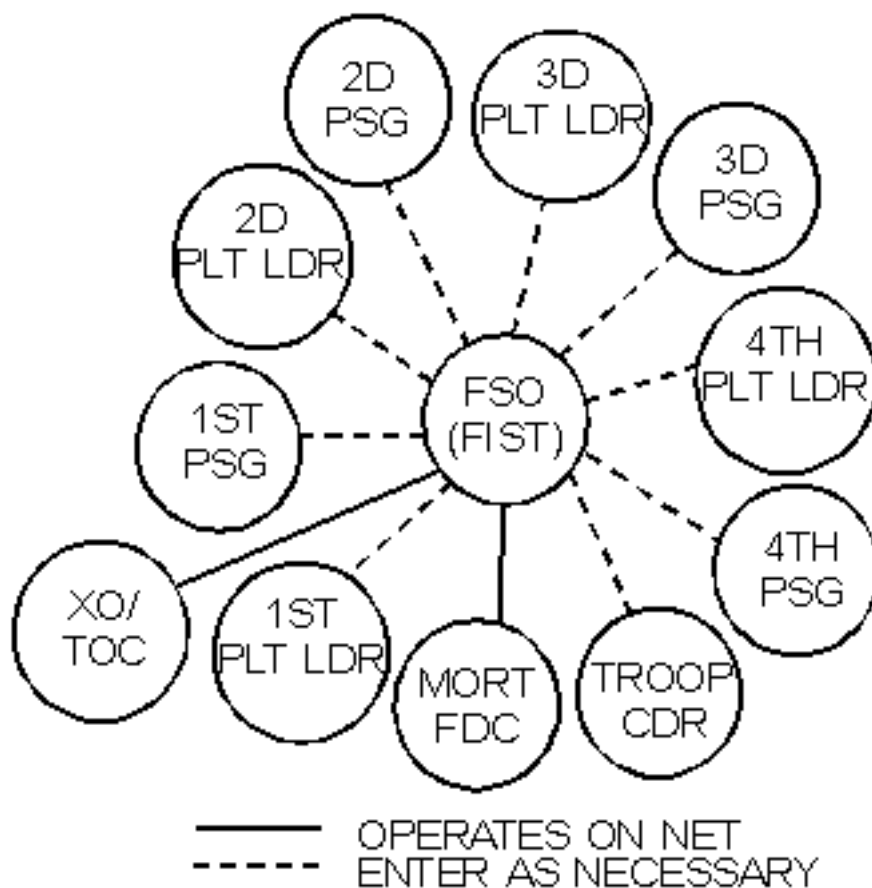 2D
PSG
3D
PLT LDR
3D
PSG
2D
PLT LDR
4TH
PLT LDR
FSO
(FIST)
1ST
PSG
4TH
PSG
XO/
TOC
1ST
PLT LDR
MORT
FDC
TROOP
CDR
OPERATES ON NET
ENTER AS NECESSARY